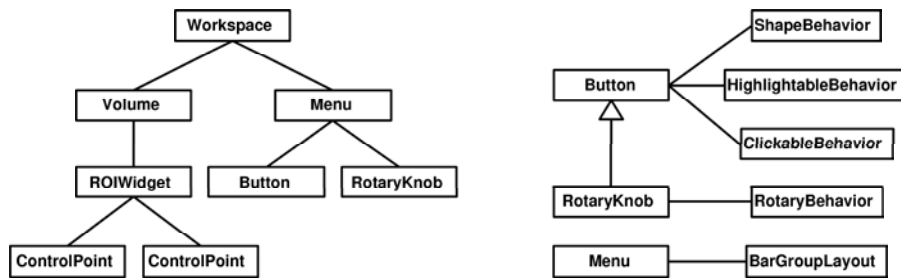 Workspace
Volume
Menu
ROIWidget
Button
RotaryKnob
ControlPoint
ControlPoint
ShapeBehavior
Button
HighlightableBehavior
ClickableBehavior
RotaryKnob
RotaryBehavior
Menu
BarGroupLayout